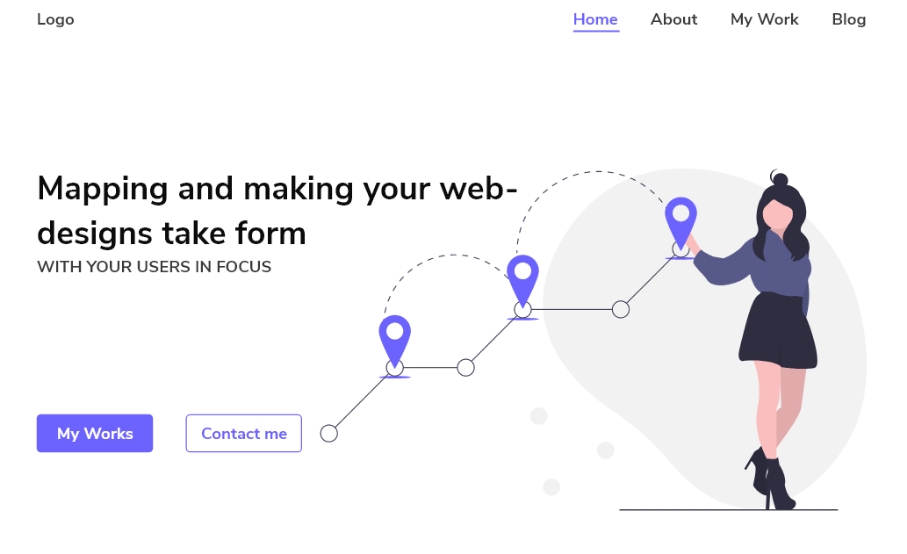 Logo
Home About My Work Blog
Mapping and making your web-
designs take form
WITH YOUR USERS IN FOCUS
My Works Contact me